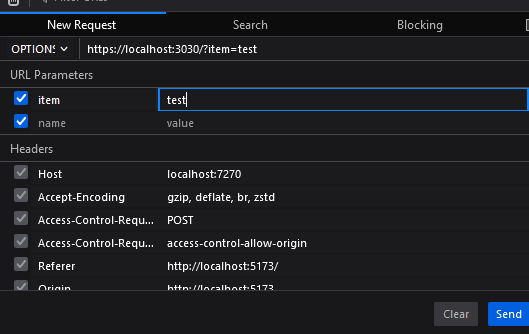 New Request Search Blocking
OPTIONS https://localhost:3030/?item=test
URL Parameters
item test
name value
Headers
Host localhost:7270
Accept-Encoding gzip, deflate, br, zstd
Access-Control-Requ... POST
Access-Control-Requ... access-control-allow-origin
Referer http://localhost:5173/
Origin http://localhost:5173
Clear Send